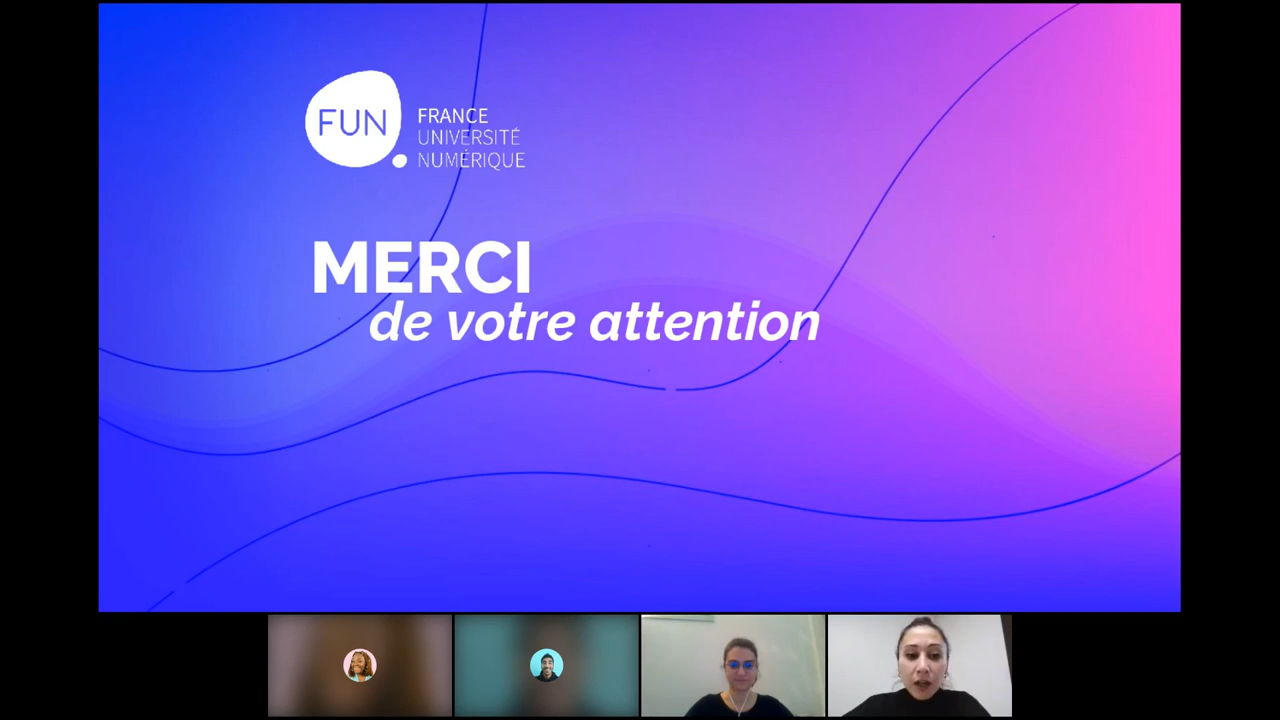 FUN
FRANCE
UNIVERSITÉ
NUMÉRIQUE
MERCI
de votre attention